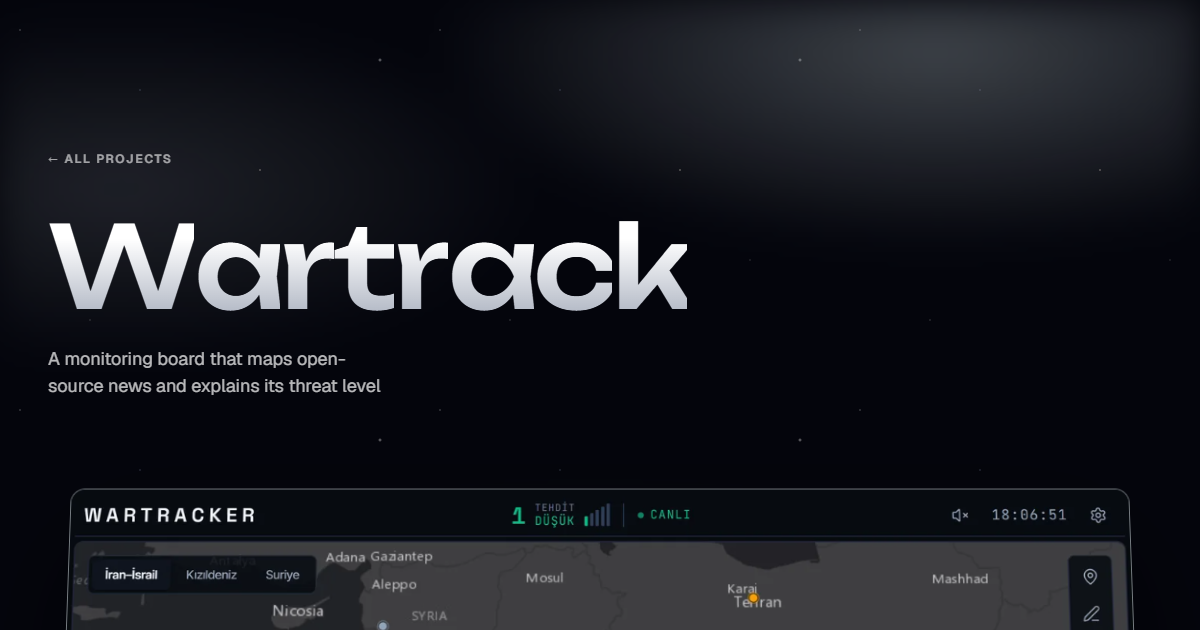 ← ALL PROJECTS
Wartrack
A monitoring board that maps open-
source news and explains its threat level
WARTRACKER
1 TEHDİT
DÜŞÜK
CANLI
18:06:51
Antalya
Adana Gaziantep
İran–İsrail Kızıldeniz Suriye
Aleppo
Mosul
Karaj
Tehran
Mashhad
Nicosia
SYRIA